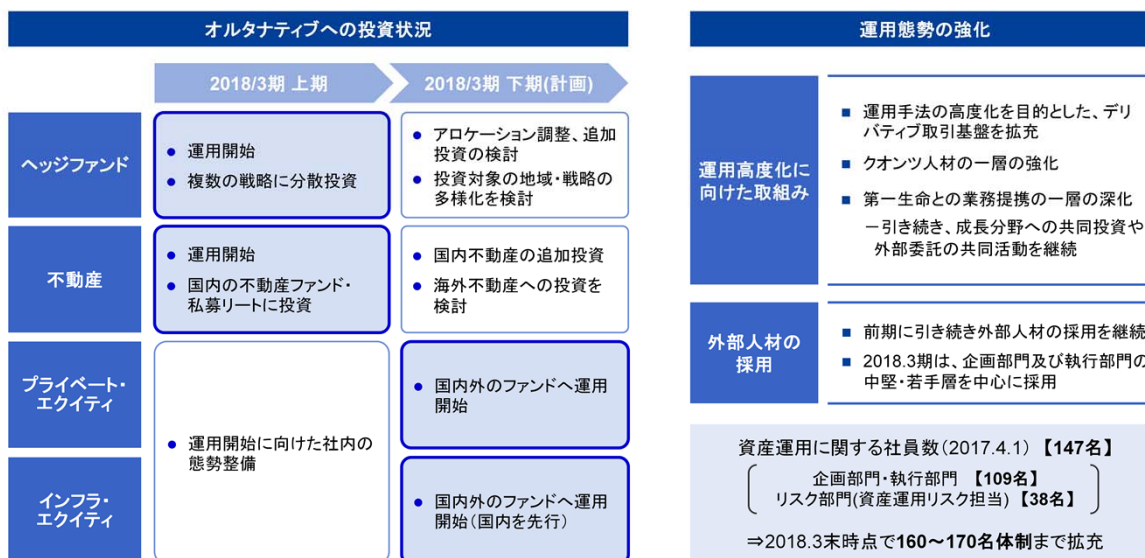 オルタナティブへの投資状況
2018/3期 上期
2018/3期 下期(計画)
ヘッジファンド
● 運用開始
● 複数の戦略に分散投資
● アロケーション調整、追加
投資の検討
● 投資対象の地域・戦略の
多様化を検討
不動産
● 運用開始
● 国内の不動産ファンド・
私募リートに投資
● 国内不動産の追加投資
● 海外不動産への投資を
検討
プライベート・
エクイティ
インフラ・
エクイティ
● 運用開始に向けた社内の
態勢整備
● 国内外のファンドへ運用
開始
● 国内外のファンドへ運用
開始(国内を先行)
運用態勢の強化
運用高度化に
向けた取組み
■ 運用手法の高度化を目的とした、デリ
バティブ取引基盤を拡充
■ クオンツ人材の一層の強化
■ 第一生命との業務提携の一層の深化
－引き続き、成長分野への共同投資や
外部委託の共同活動を継続
外部人材の
採用
■ 前期に引き続き外部人材の採用を継続
■ 2018.3期は、企画部門及び執行部門の
中堅・若手層を中心に採用
資産運用に関する社員数(2017.4.1) 【147名】
企画部門・執行部門 【109名】
リスク部門(資産運用リスク担当) 【38名】
⇒2018.3末時点で160～170名体制まで拡充